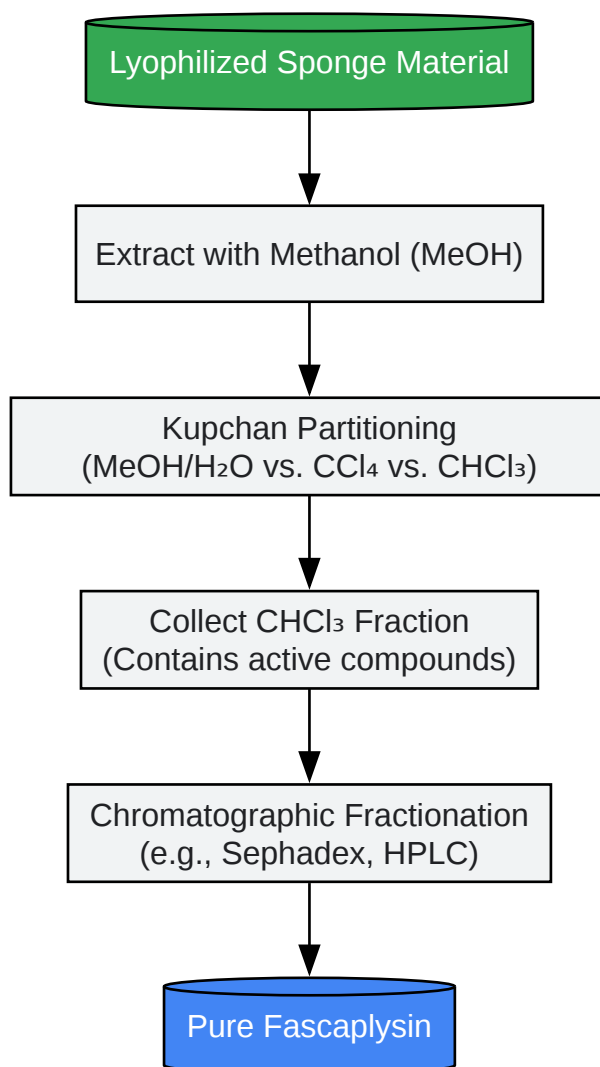 Lyophilized Sponge Material
Extract with Methanol (MeOH)
Kupchan Partitioning
(MeOH/H₂O vs. CCl₄ vs. CHCl₃)
Collect CHCl₃ Fraction
(Contains active compounds)
Chromatographic Fractionation
(e.g., Sephadex, HPLC)
Pure Fascaplysin